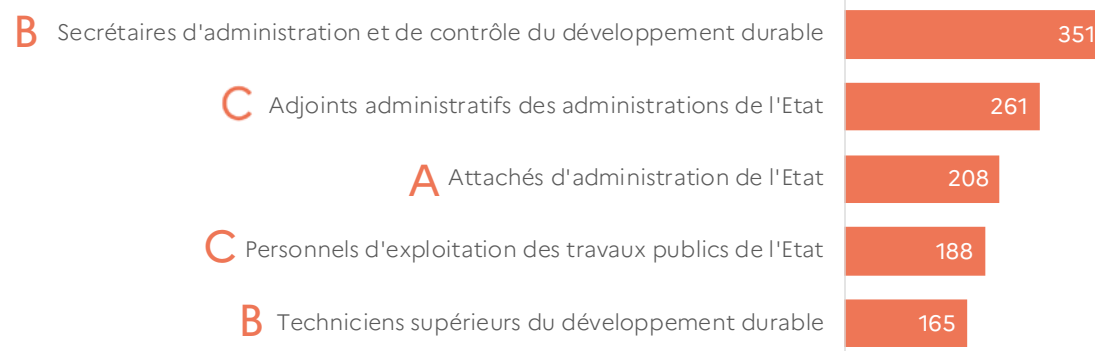 B Secrétaires d'administration et de contrôle du développement durable 351
C Adjoints administratifs des administrations de l'Etat 261
A Attachés d'administration de l'Etat 208
C Personnels d'exploitation des travaux publics de l'Etat 188
B Techniciens supérieurs du développement durable 165